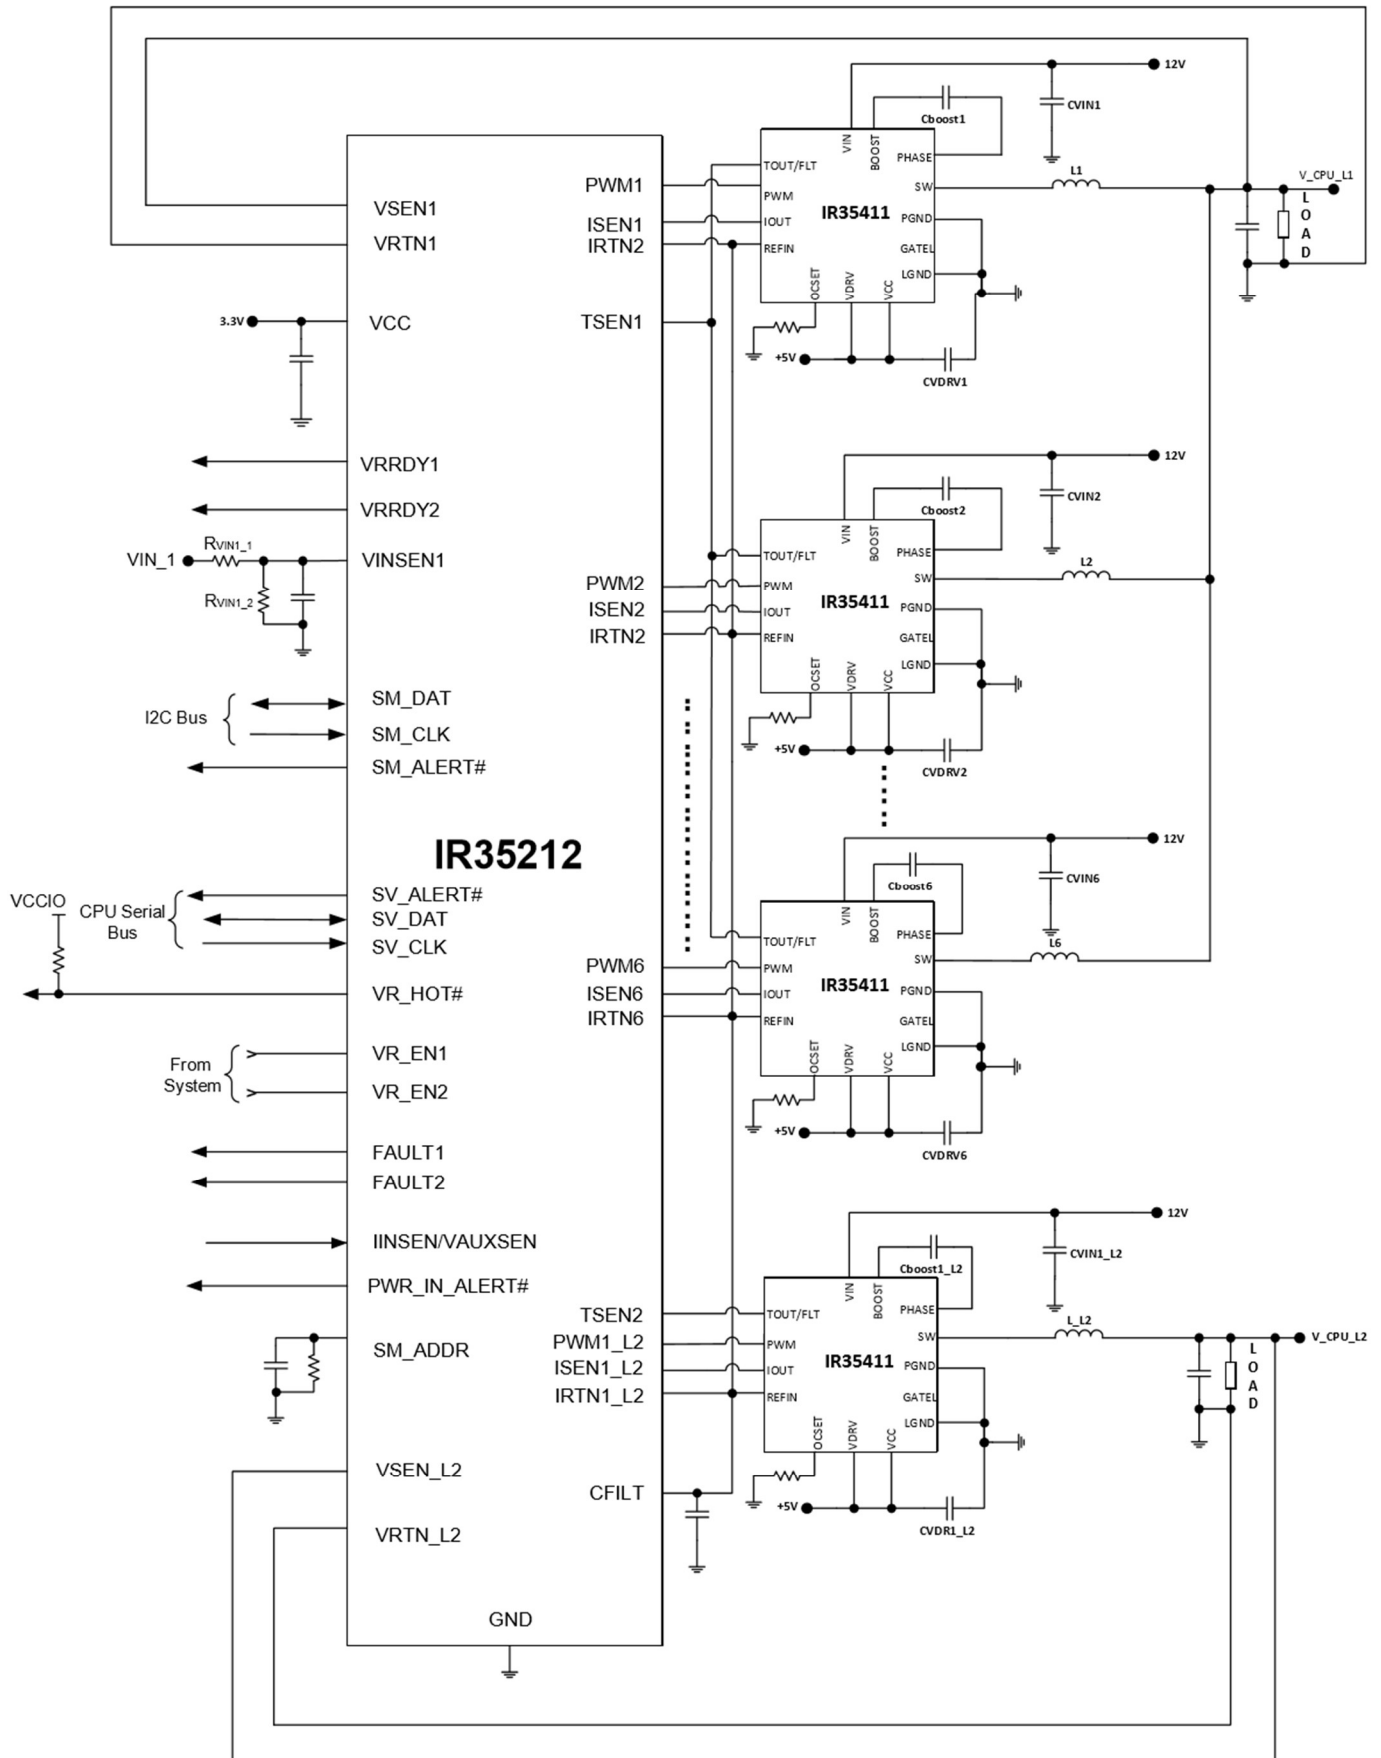 12V
CVIN1
Cboost1
VIN
BOOST
PHASE
TOUT/FLT
PWM
SW
L1
V_CPU_L1
IR35411
IOUT
PGND
REFIN
GATEL
LGND
OCSET
VDRV
VCC
+5V
CVDRV1
L
O
A
D
PWM1
ISEN1
IRTN2
TSEN1
VSEN1
VRTN1
3.3V
VCC
VRRDY1
VRRDY2
VIN_1
RVIN1_1
RVIN1_2
VINSEN1
12V
CVIN2
Cboost2
VIN
BOOST
PHASE
TOUT/FLT
PWM
SW
L2
IR35411
IOUT
PGND
REFIN
GATEL
LGND
OCSET
VDRV
VCC
+5V
CVDRV2
PWM2
ISEN2
IRTN2
I2C Bus
SM_DAT
SM_CLK
SM_ALERT#
IR35212
12V
CVIN6
Cboost6
VIN
BOOST
PHASE
TOUT/FLT
PWM
SW
L6
IR35411
IOUT
PGND
REFIN
GATEL
LGND
OCSET
VDRV
VCC
+5V
CVDRV6
PWM6
ISEN6
IRTN6
VCCIO
CPU Serial
Bus
SV_ALERT#
SV_DAT
SV_CLK
VR_HOT#
From
System
VR_EN1
VR_EN2
FAULT1
FAULT2
IINSEN/VAUXSEN
PWR_IN_ALERT#
SM_ADDR
12V
CVIN1_L2
Cboost1_L2
VIN
BOOST
PHASE
TOUT/FLT
PWM
SW
L_L2
V_CPU_L2
IR35411
IOUT
PGND
REFIN
GATEL
LGND
OCSET
VDRV
VCC
+5V
CVDR1_L2
L
O
A
D
TSEN2
PWM1_L2
ISEN1_L2
IRTN1_L2
CFILT
VSEN_L2
VRTN_L2
GND